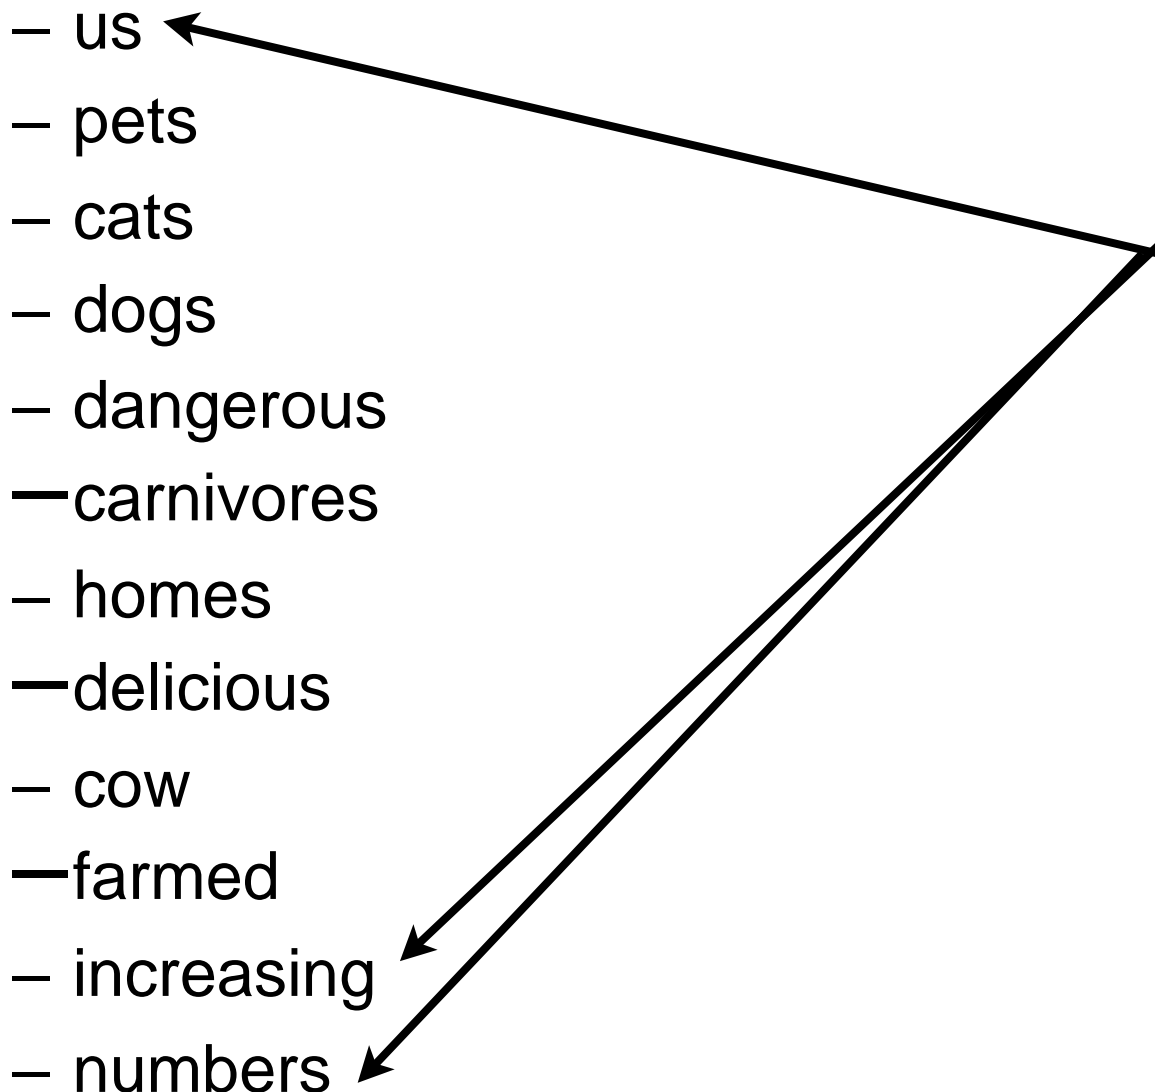 – us
– pets
– cats
– dogs
– dangerous
– carnivores
– homes
– delicious
– cow
– farmed
– increasing
– numbers